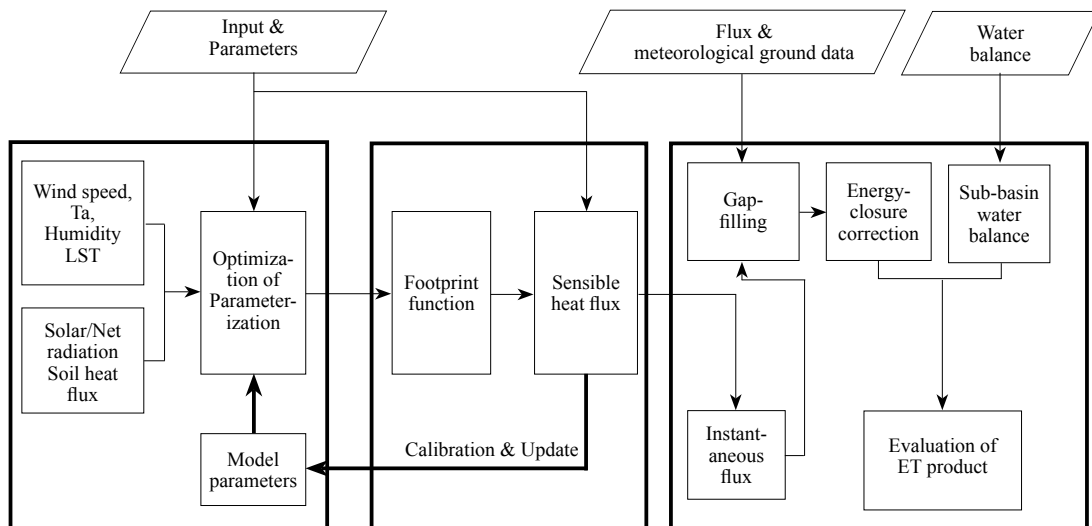 Input &
Parameters
Flux &
meteorological ground data
Water
balance
Wind speed,
Ta,
Humidity
LST
Solar/Net
radiation
Soil heat
flux
Optimiza-
tion of
Parameter-
ization
Model
parameters
Footprint
function
Sensible
heat flux
Calibration & Update
Gap-
filling
Energy-
closure
correction
Sub-basin
water
balance
Instant-
aneous
flux
Evaluation of
ET product